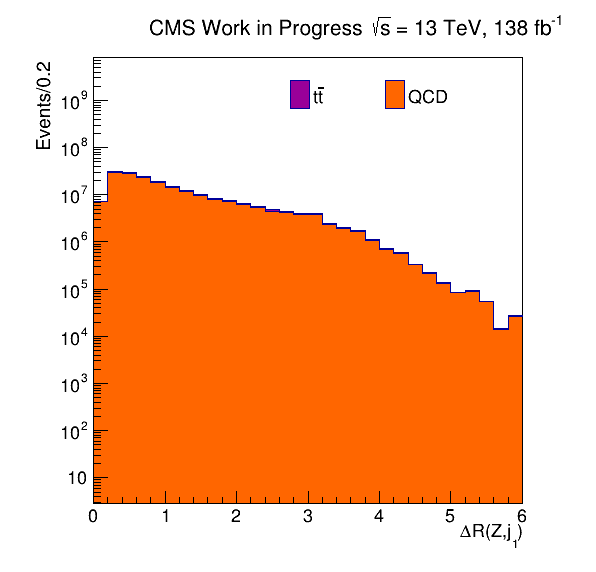 CMS Work in Progress √s = 13 TeV, 138 fb⁻¹
Events/0.2
tt̄
QCD
10⁹
10⁸
10⁷
10⁶
10⁵
10⁴
10³
10²
10
0 1 2 3 4 5 6
ΔR(Z,j₁)